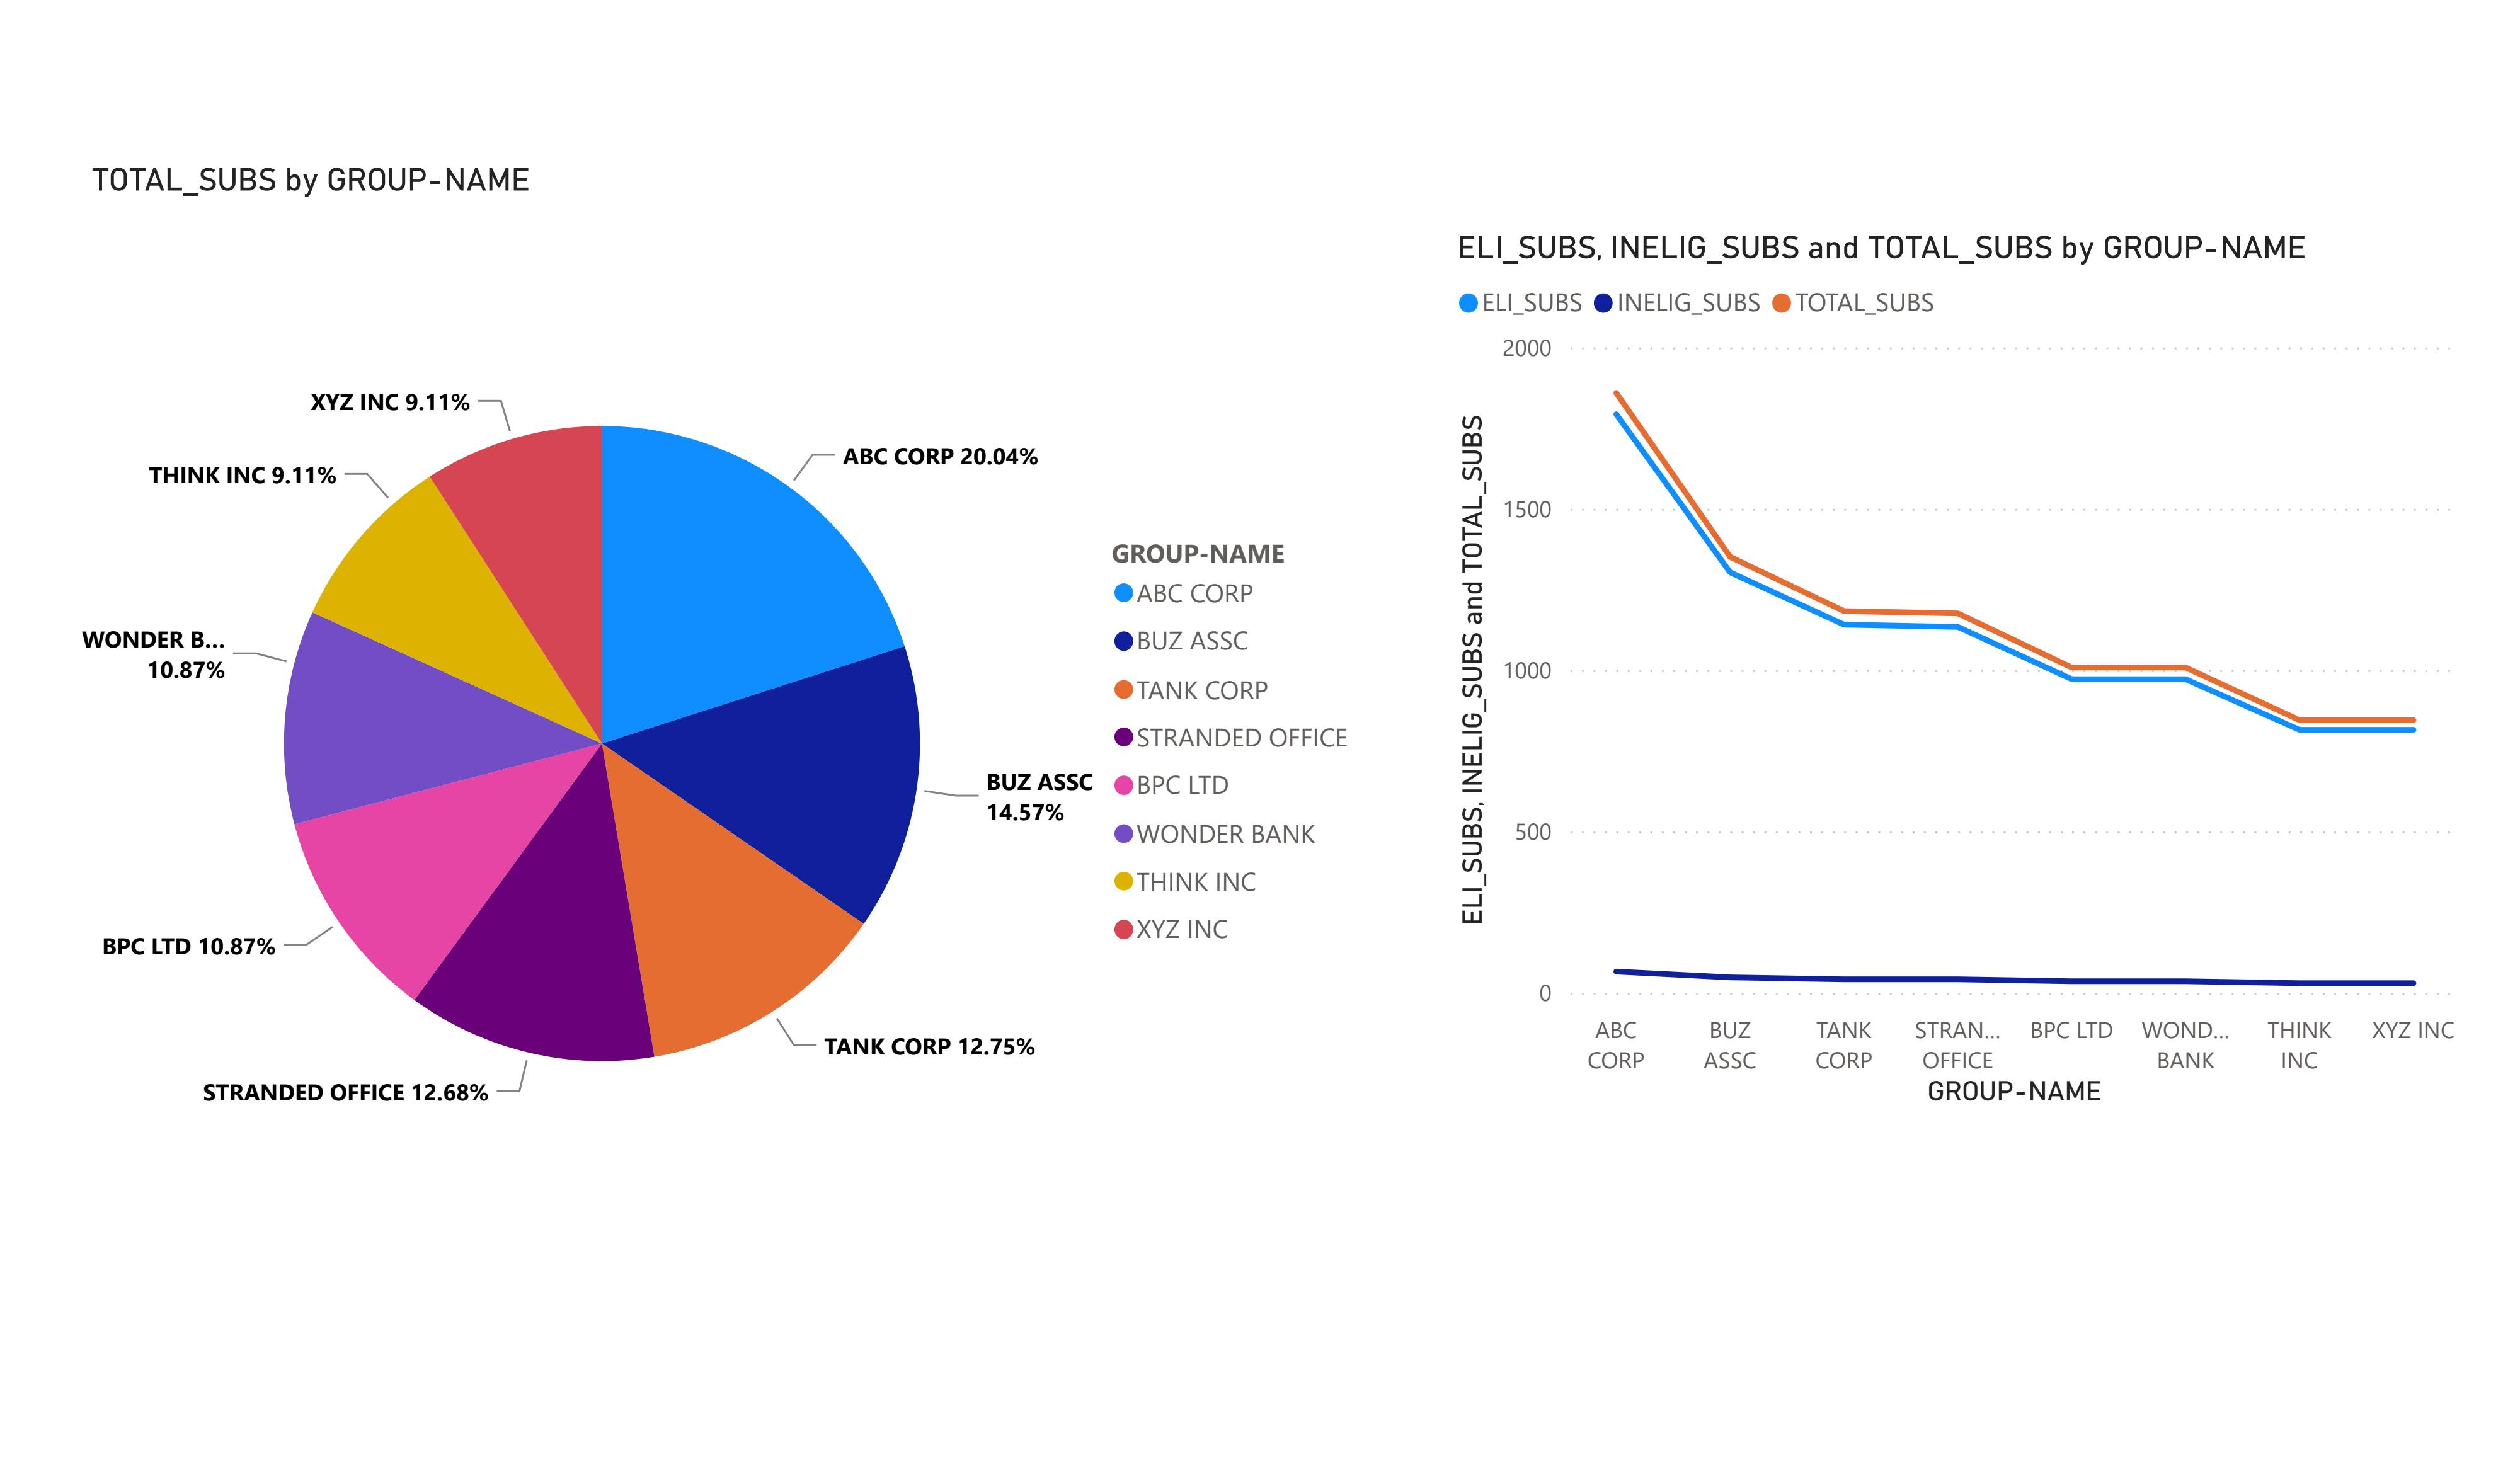 TOTAL_SUBS by GROUP-NAME
XYZ INC 9.11%
ABC CORP 20.04%
THINK INC 9.11%
WONDER B...
10.87%
BUZ ASSC
14.57%
BPC LTD 10.87%
TANK CORP 12.75%
STRANDED OFFICE 12.68%
GROUP-NAME
ABC CORP
BUZ ASSC
TANK CORP
STRANDED OFFICE
BPC LTD
WONDER BANK
THINK INC
XYZ INC
ELI_SUBS, INELIG_SUBS and TOTAL_SUBS by GROUP-NAME
ELI_SUBS INELIG_SUBS TOTAL_SUBS
ELI_SUBS, INELIG_SUBS and TOTAL_SUBS
2000
1500
1000
500
0
ABC BUZ TANK STRAN... BPC LTD WOND... THINK XYZ INC
CORP ASSC CORP OFFICE BANK INC
GROUP-NAME